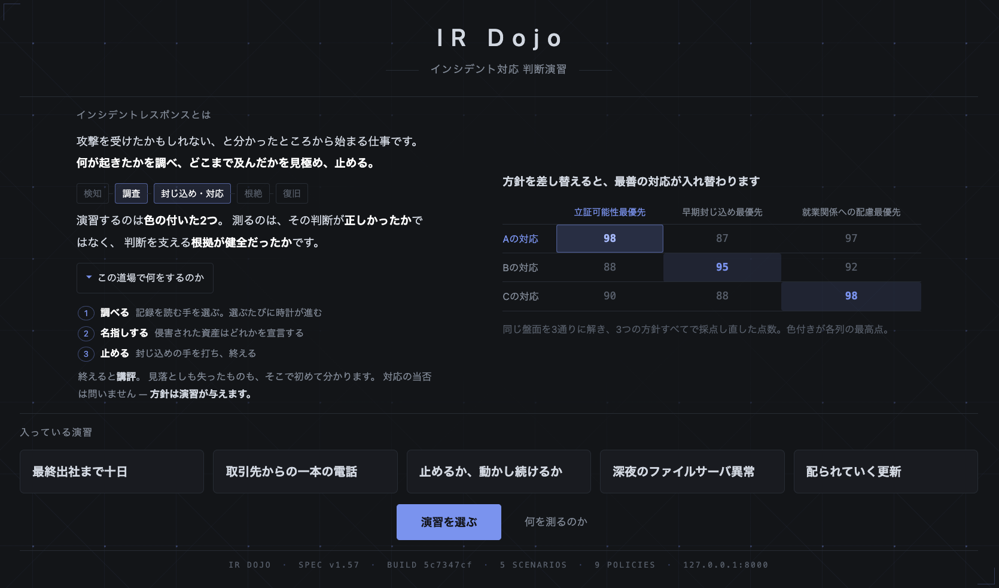 IR Dojo
インシデント対応 判断演習
インシデントレスポンスとは
攻撃を受けたかもしれない、と分かったところから始まる仕事です。
何が起きたかを調べ、どこまで及んだかを見極め、止める。
検知 調査 封じ込め・対応 根絶 復旧
演習するのは色の付いた2つ。 測るのは、その判断が正しかったかで
はなく、 判断を支える根拠が健全だったかです。
この道場で何をするのか
1 調べる 記録を読む手を選ぶ。選ぶたびに時計が進む
2 名指しする 侵害された資産はどれかを宣言する
3 止める 封じ込めの手を打ち、終える
終えると講評。 見落としも失ったものも、そこで初めて分かります。 対応の当否
は問いません — 方針は演習が与えます。
方針を差し替えると、最善の対応が入れ替わります
立証可能性最優先 早期封じ込め最優先 就業関係への配慮最優先
Aの対応 98 87 97
Bの対応 88 95 92
Cの対応 90 88 98
同じ盤面を3通りに解き、3つの方針すべてで採点し直した点数。色付きが各列の最高点。
入っている演習
最終出社まで十日 取引先からの一本の電話 止めるか、動かし続けるか 深夜のファイルサーバ異常 配られていく更新
演習を選ぶ 何を測るのか
IR DOJO · SPEC v1.57 · BUILD 5c7347cf · 5 SCENARIOS · 9 POLICIES · 127.0.0.1:8000